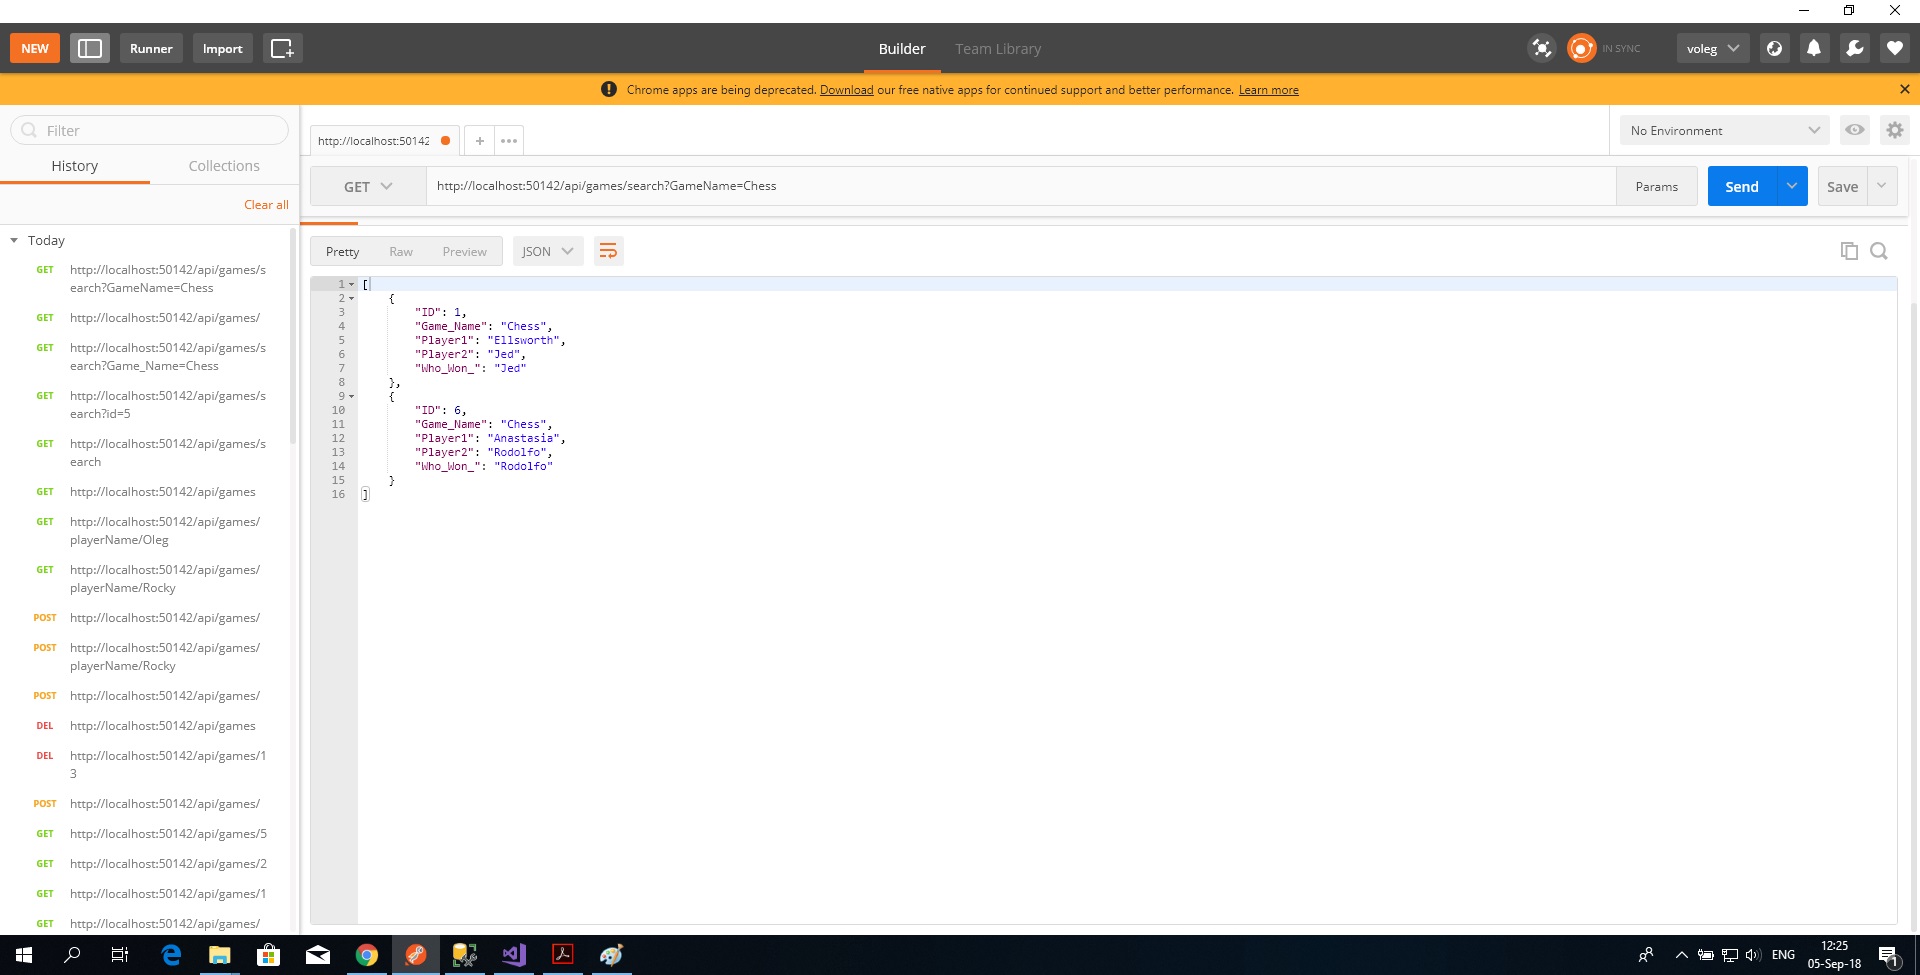 NEW
Runner
Import
Builder
Team Library
IN SYNC
voleg
Chrome apps are being deprecated. Download our free native apps for continued support and better performance. Learn more
Filter
History
Collections
Clear all
Today
GET http://localhost:50142/api/games/s
earch?GameName=Chess
GET http://localhost:50142/api/games/
GET http://localhost:50142/api/games/s
earch?Game_Name=Chess
GET http://localhost:50142/api/games/s
earch?id=5
GET http://localhost:50142/api/games/s
earch
GET http://localhost:50142/api/games
GET http://localhost:50142/api/games/
playerName/Oleg
GET http://localhost:50142/api/games/
playerName/Rocky
POST http://localhost:50142/api/games/
POST http://localhost:50142/api/games/
playerName/Rocky
POST http://localhost:50142/api/games/
DEL http://localhost:50142/api/games
DEL http://localhost:50142/api/games/1
3
POST http://localhost:50142/api/games/
GET http://localhost:50142/api/games/5
GET http://localhost:50142/api/games/2
GET http://localhost:50142/api/games/1
GET http://localhost:50142/api/games/
http://localhost:50142
No Environment
GET
http://localhost:50142/api/games/search?GameName=Chess
Params
Send
Save
Pretty
Raw
Preview
JSON
1 [
2 {
3 "ID": 1,
4 "Game_Name": "Chess",
5 "Player1": "Ellsworth",
6 "Player2": "Jed",
7 "Who_Won_": "Jed"
8 },
9 {
10 "ID": 6,
11 "Game_Name": "Chess",
12 "Player1": "Anastasia",
13 "Player2": "Rodolfo",
14 "Who_Won_": "Rodolfo"
15 }
16 ]
ENG
12:25
05-Sep-18
1